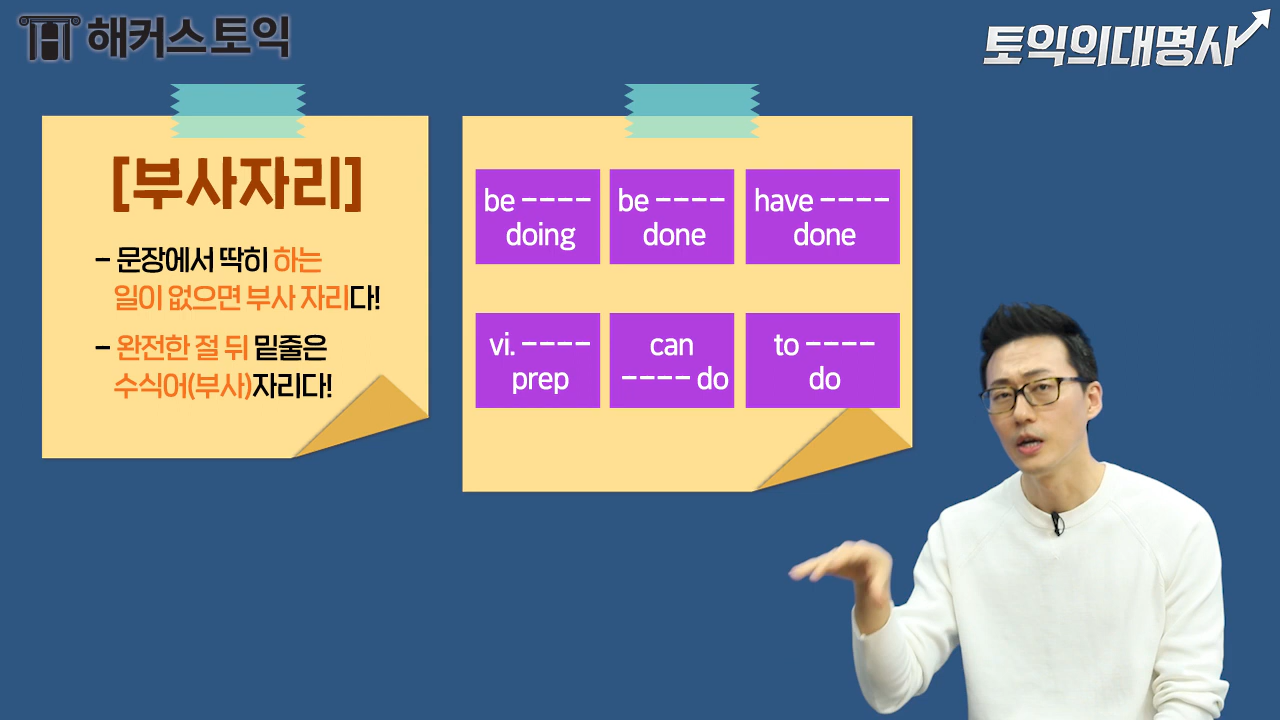 해커스 토익
토익의대명사
[부사자리]
- 문장에서 딱히 하는
일이 없으면 부사 자리다!
- 완전한 절 뒤 밑줄은
수식어(부사)자리다!
be ----
doing
be ----
done
have ----
done
vi. ----
prep
can
---- do
to ----
do